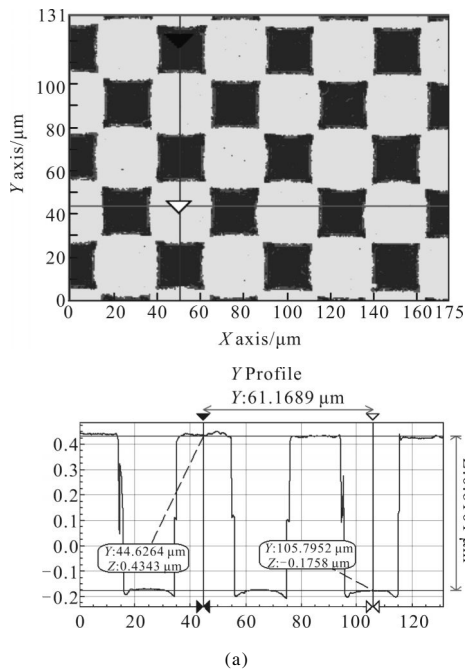 131
100
80
60
40
20
0
Y axis/μm
0 20 40 60 80 100 120 140 160 175
X axis/μm
Y Profile
Y:61.1689 μm
0.4
0.3
0.2
0.1
0.0
−0.1
−0.2
Y:44.6264 μm
Z:0.4343 μm
Y:105.7952 μm
Z:−0.1758 μm
0 20 40 60 80 100 120
(a)